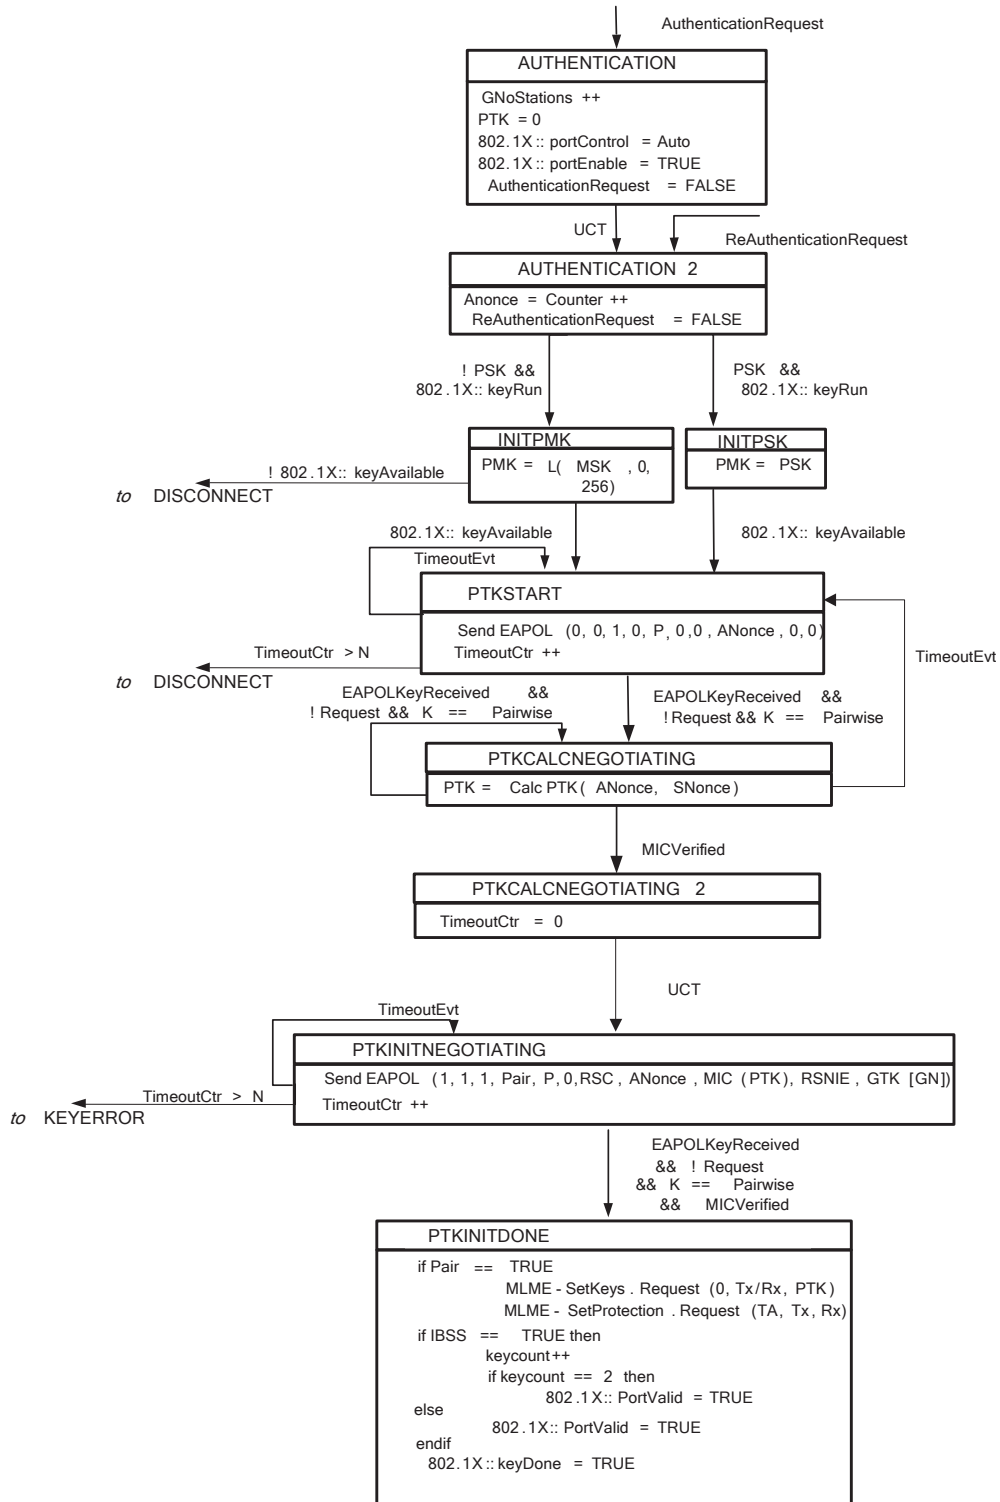 AuthenticationRequest
AUTHENTICATION
GNoStations ++
PTK = 0
802.1X :: portControl = Auto
802.1X :: portEnable = TRUE
AuthenticationRequest = FALSE
UCT
ReAuthenticationRequest
AUTHENTICATION 2
Anonce = Counter ++
ReAuthenticationRequest = FALSE
! PSK &&
802.1X:: keyRun
PSK &&
802.1X:: keyRun
INITPMK
PMK = L( MSK , 0,
256)
INITPSK
PMK = PSK
! 802.1X:: keyAvailable
to DISCONNECT
802.1X:: keyAvailable
802.1X:: keyAvailable
TimeoutEvt
PTKSTART
Send EAPOL (0, 0, 1, 0, P, 0,0 , ANonce , 0,0)
TimeoutCtr ++
TimeoutCtr > N
to DISCONNECT
TimeoutEvt
EAPOLKeyReceived &&
! Request && K == Pairwise
EAPOLKeyReceived &&
! Request && K == Pairwise
PTKCALCNEGOTIATING
PTK = Calc PTK( ANonce, SNonce )
MICVerified
PTKCALCNEGOTIATING 2
TimeoutCtr = 0
UCT
TimeoutEvt
PTKINITNEGOTIATING
Send EAPOL (1, 1, 1, Pair, P, 0,RSC , ANonce , MIC (PTK), RSNIE , GTK [GN])
TimeoutCtr ++
TimeoutCtr > N
to KEYERROR
EAPOLKeyReceived
&& ! Request
&& K == Pairwise
&& MICVerified
PTKINITDONE
if Pair == TRUE
MLME - SetKeys . Request (0, Tx/Rx, PTK)
MLME - SetProtection . Request (TA, Tx, Rx)
if IBSS == TRUE then
keycount++
if keycount == 2 then
802.1X:: PortValid = TRUE
else
802.1X:: PortValid = TRUE
endif
802.1X :: keyDone = TRUE